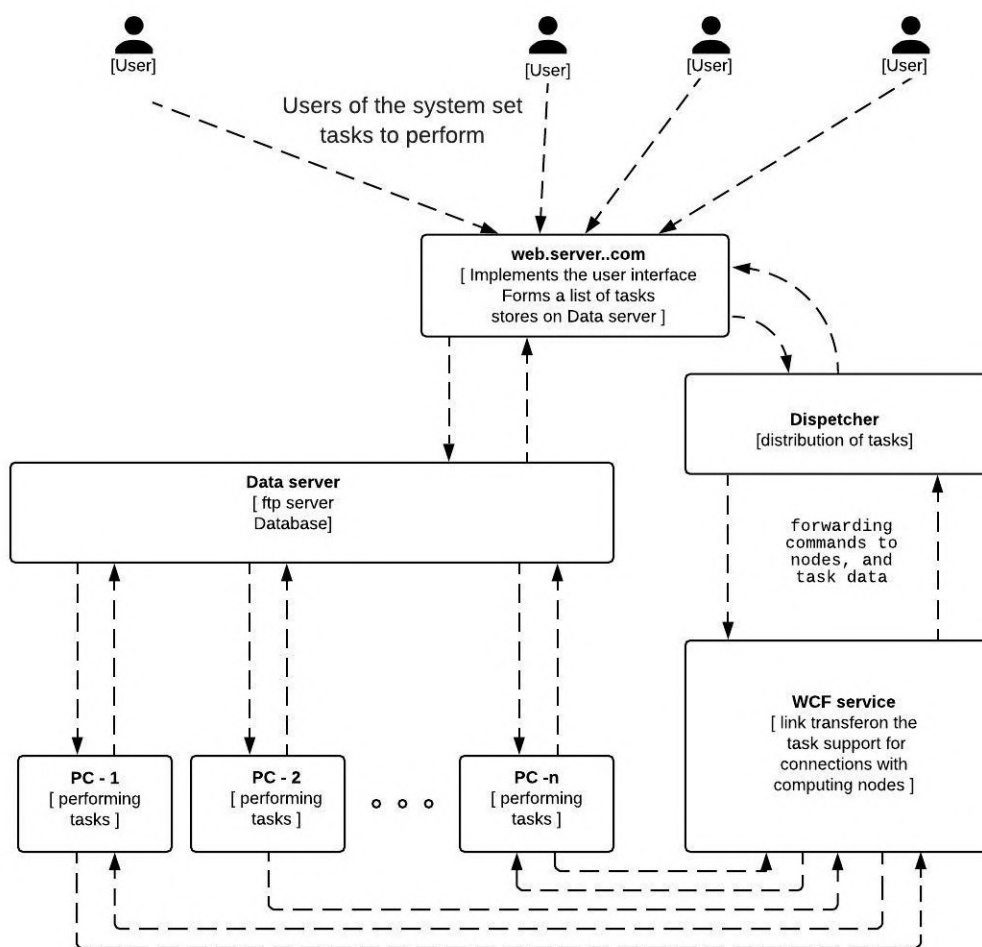 [User]
[User]
[User]
[User]
Users of the system set
tasks to perform
web.server..com
[ Implements the user interface
Forms a list of tasks
stores on Data server ]
Dispetcher
[distribution of tasks]
Data server
[ ftp server
Database]
forwarding
commands to
nodes, and
task data
WCF service
[ link transferon the
task support for
connections with
computing nodes ]
PC - 1
[ performing
tasks ]
PC - 2
[ performing
tasks ]
PC -n
[ performing
tasks ]